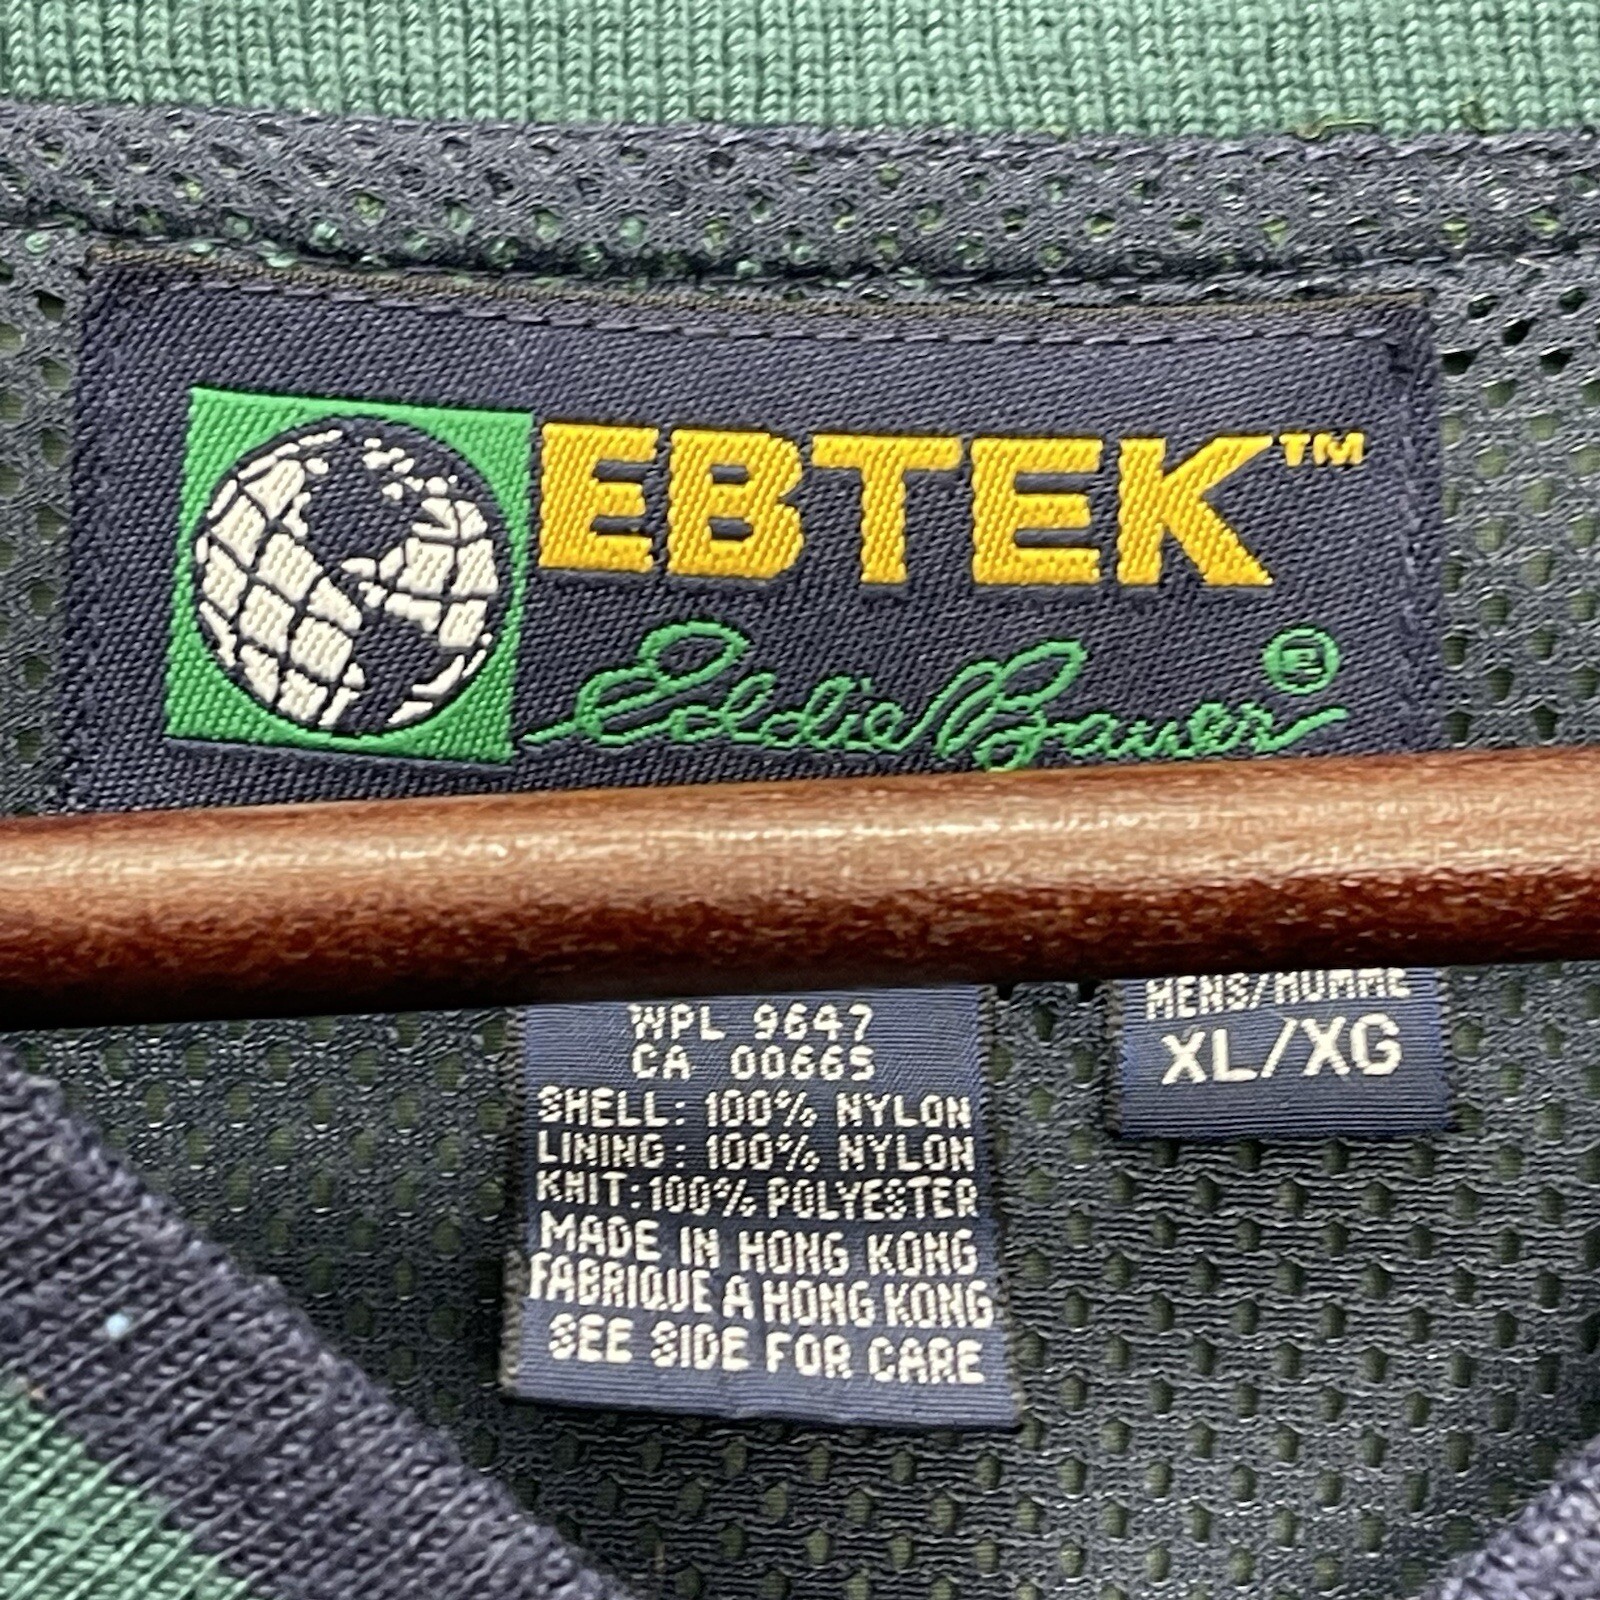 EBTEK™
Eddie Bauer®
WPL 9647
CA 00665
SHELL: 100% NYLON
LINING: 100% NYLON
KNIT: 100% POLYESTER
MADE IN HONG KONG
FABRIQUE A HONG KONG
SEE SIDE FOR CARE
MENS/HOMME
XL/XG